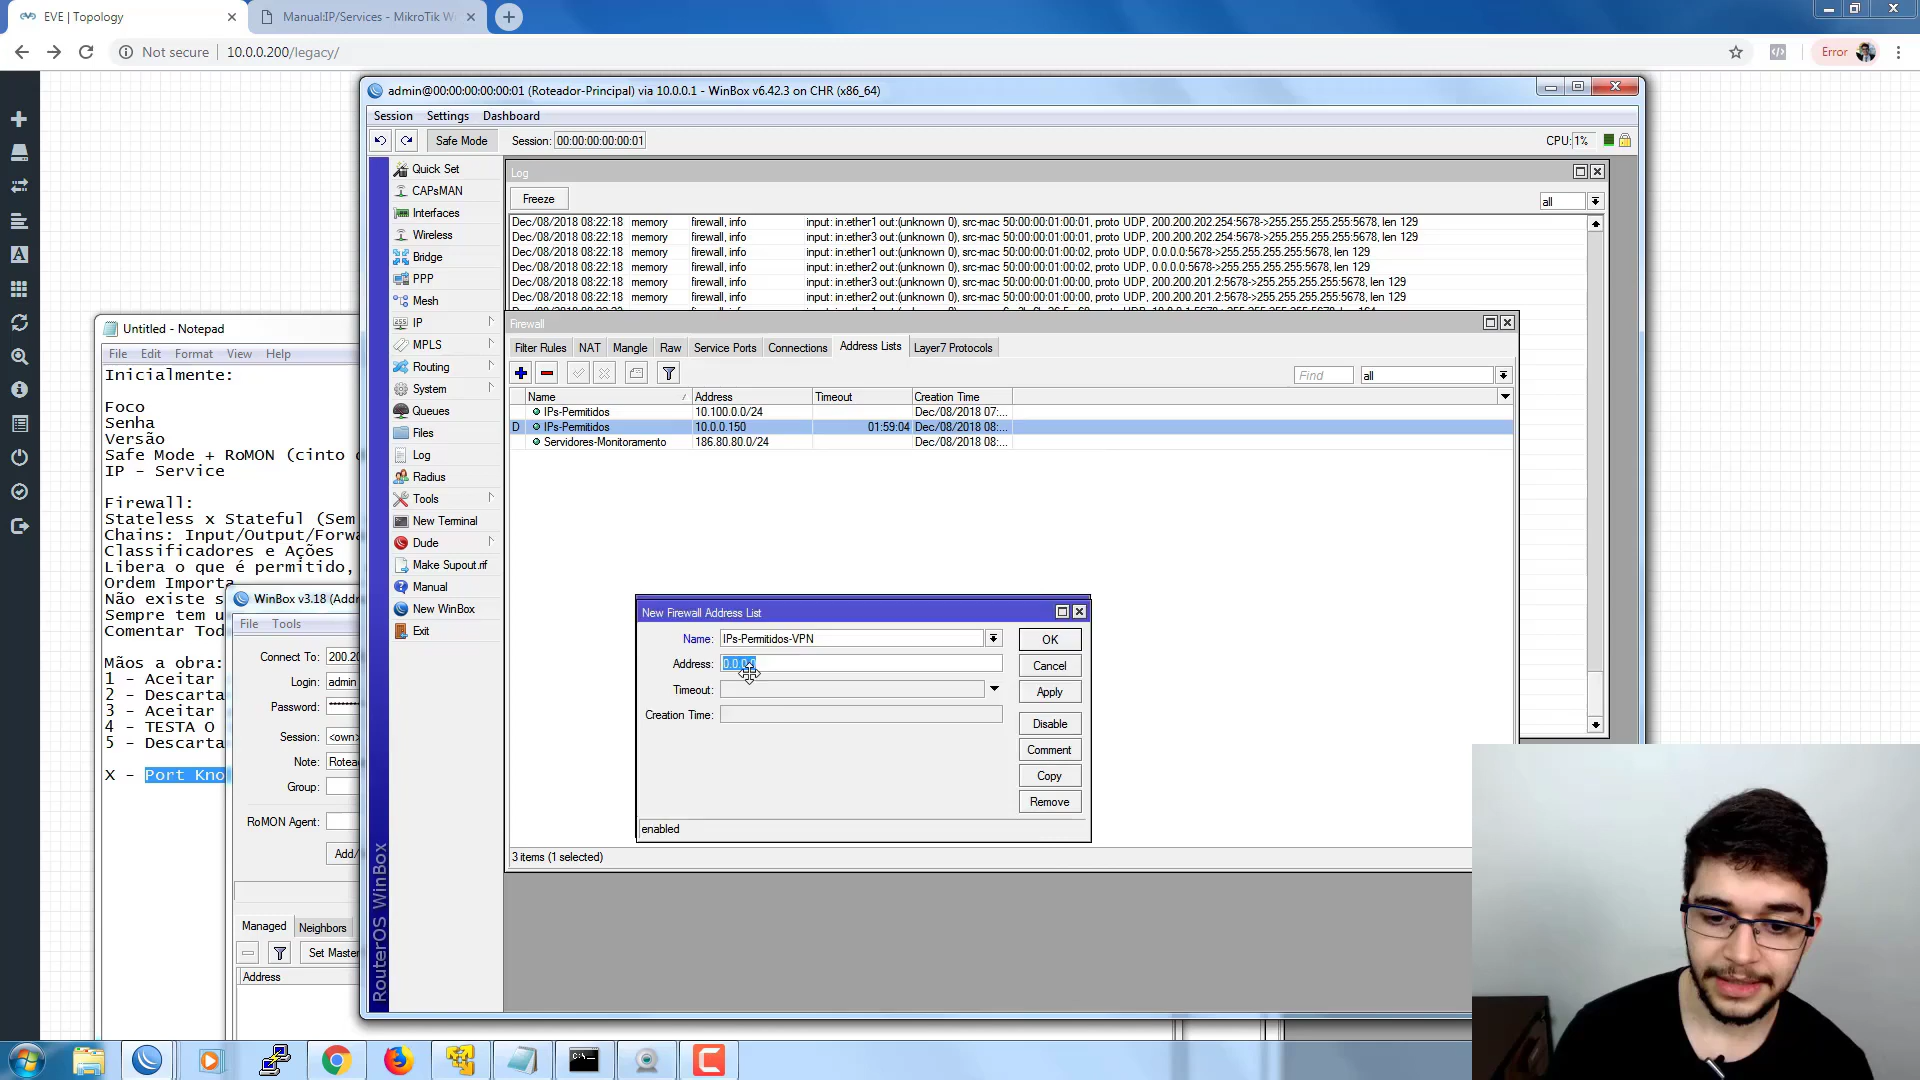 EVE | Topology
Manual:IP/Services - MikroTik W
Not secure
10.0.0.200/legacy/
Error
admin@00:00:00:00:00:01 (Roteador-Principal) via 10.0.0.1 - WinBox v6.42.3 on CHR (x86_64)
Session Settings Dashboard
Safe Mode
Session: 00:00:00:00:00:01
CPU: 1%
Quick Set
CAPsMAN
Interfaces
Wireless
Bridge
PPP
Mesh
IP
MPLS
Routing
System
Queues
Files
Log
Radius
Tools
New Terminal
Dude
Make Supout.rif
Manual
New WinBox
Exit
RouterOS WinBox
Log
Freeze
all
Dec/08/2018 08:22:18 memory firewall, info input: in:ether1 out:(unknown 0), src-mac 50:00:00:01:00:01, proto UDP, 200.200.202.254:5678->255.255.255.255:5678, len 129
Dec/08/2018 08:22:18 memory firewall, info input: in:ether3 out:(unknown 0), src-mac 50:00:00:01:00:01, proto UDP, 200.200.202.254:5678->255.255.255.255:5678, len 129
Dec/08/2018 08:22:18 memory firewall, info input: in:ether1 out:(unknown 0), src-mac 50:00:00:01:00:02, proto UDP, 0.0.0.0:5678->255.255.255.255:5678, len 129
Dec/08/2018 08:22:18 memory firewall, info input: in:ether2 out:(unknown 0), src-mac 50:00:00:01:00:02, proto UDP, 0.0.0.0:5678->255.255.255.255:5678, len 129
Dec/08/2018 08:22:18 memory firewall, info input: in:ether3 out:(unknown 0), src-mac 50:00:00:01:00:00, proto UDP, 200.200.201.2:5678->255.255.255.255:5678, len 129
Dec/08/2018 08:22:18 memory firewall, info input: in:ether2 out:(unknown 0), src-mac 50:00:00:01:00:00, proto UDP, 200.200.201.2:5678->255.255.255.255:5678, len 129
Firewall
Filter Rules NAT Mangle Raw Service Ports Connections Address Lists Layer7 Protocols
Find
all
Name Address Timeout Creation Time
IPs-Permitidos 10.100.0.0/24 Dec/08/2018 07:...
D IPs-Permitidos 10.0.0.150 01:59:04 Dec/08/2018 08:...
Servidores-Monitoramento 186.80.80.0/24 Dec/08/2018 08:...
3 items (1 selected)
New Firewall Address List
Name: IPs-Permitidos-VPN
Address: 0.0.0.0
Timeout:
Creation Time:
OK
Cancel
Apply
Disable
Comment
Copy
Remove
enabled
Untitled - Notepad
File Edit Format View Help
Inicialmente:
Foco
Senha
Versão
Safe Mode + RoMON (cinto
IP - Service
Firewall:
Stateless x Stateful (Sem
Chains: Input/Output/Forwa
Classificadores e Ações
Libera o que é permitido,
Ordem Importa
Não existe s
Sempre tem u
Comentar Tod
Mãos a obra:
1 - Aceitar
2 - Descarta
3 - Aceitar
4 - TESTA O
5 - Descarta
X - Port Kno
WinBox v3.18 (Addr
File Tools
Connect To: 200.20
Login: admin
Password: ********
Session: <own>
Note: Rotea
Group:
RoMON Agent:
Add/
Managed Neighbors
Set Master
Address